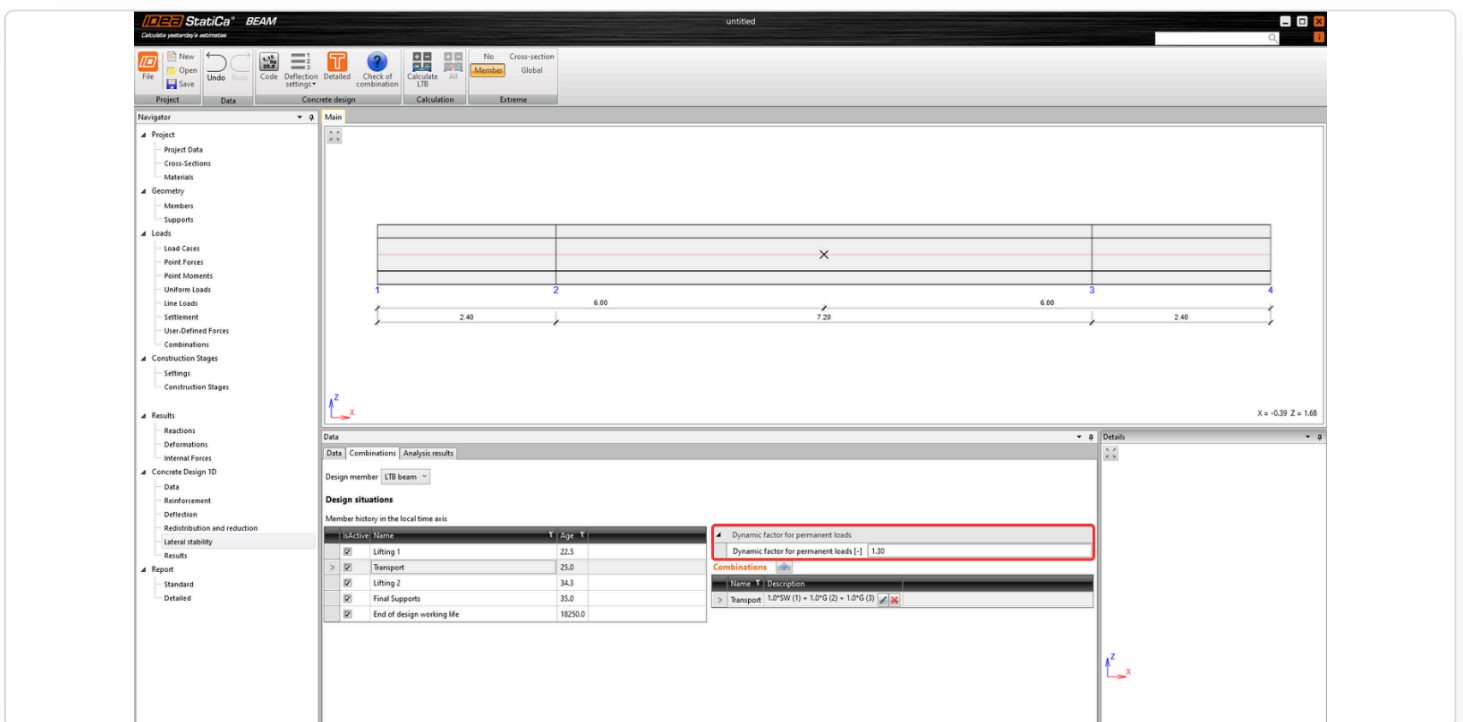 IDEA StatiCa® BEAM
untitled
Calculate yesterday's estimates
File
New
Open
Save
Undo Redo
Code
Deflection settings
Detailed
Check of combination
Calculate LTB
All
No Cross-section
Member Global
Project Data Concrete design Calculation Extreme
Navigator
Project
Project Data
Cross-Sections
Materials
Geometry
Members
Supports
Loads
Load Cases
Point Forces
Point Moments
Uniform Loads
Line Loads
Settlement
User-Defined Forces
Combinations
Construction Stages
Settings
Construction Stages
Results
Reactions
Deformations
Internal Forces
Concrete Design 1D
Data
Reinforcement
Deflection
Redistribution and reduction
Lateral stability
Results
Report
Standard
Detailed
Main
1 2 3 4
6.00 6.00
2.40 7.20 2.40
Z
X
X = -0.39 Z = 1.68
Data
Data Combinations Analysis results
Design member LTB beam
Design situations
Member history in the local time axis
IsActive Name Age
Lifting 1 22.5
Transport 25.0
Lifting 2 34.3
Final Supports 35.0
End of design working life 18250.0
Dynamic factor for permanent loads
Dynamic factor for permanent loads [-] 1.30
Combinations
Name Description
Transport 1.0*SW (1) + 1.0*G (2) + 1.0*G (3)
Details
Z
X